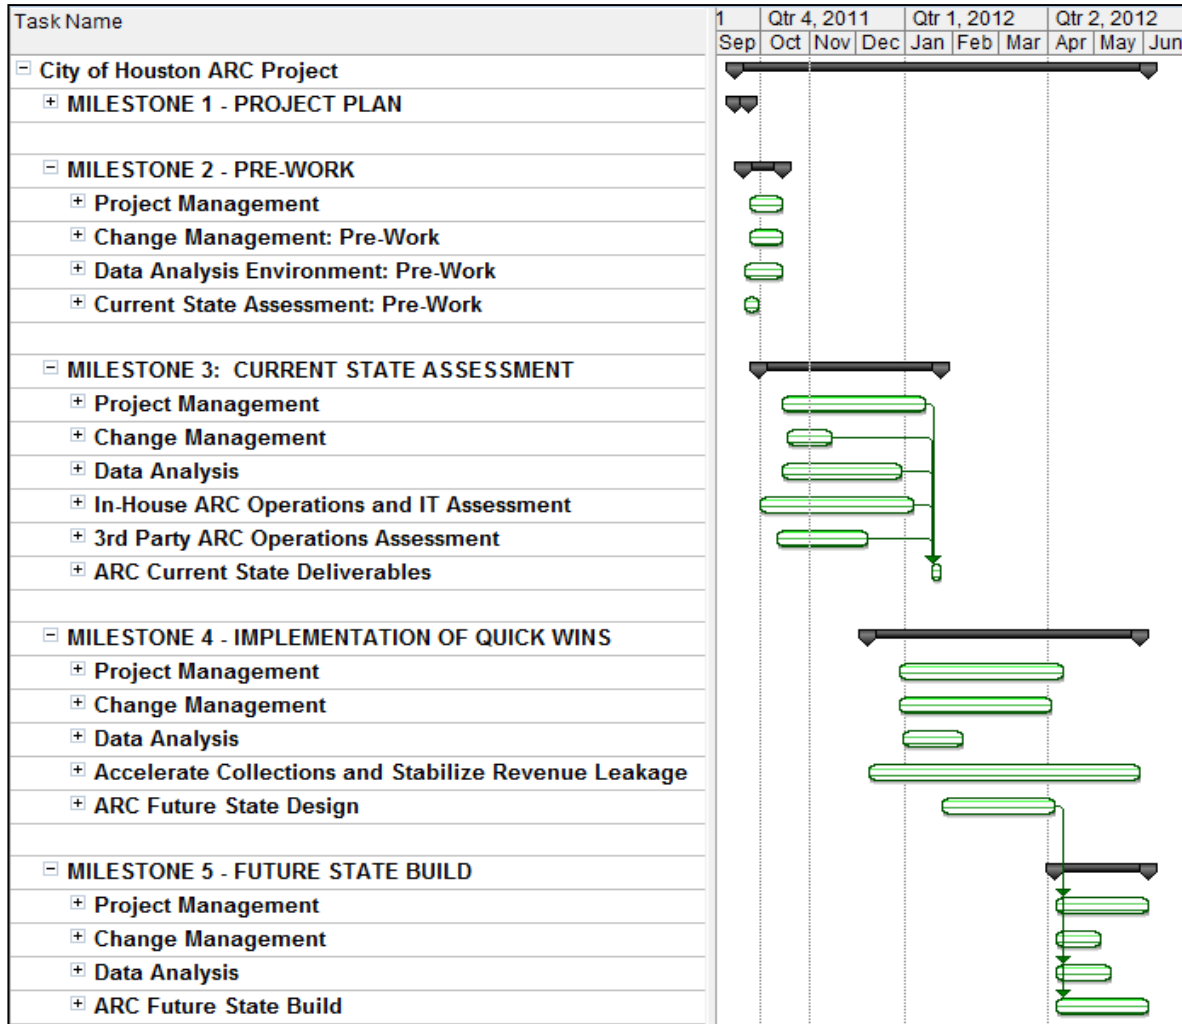 Task Name
1 Qtr 4, 2011 Qtr 1, 2012 Qtr 2, 2012
Sep Oct Nov Dec Jan Feb Mar Apr May Jun
City of Houston ARC Project
MILESTONE 1 - PROJECT PLAN
MILESTONE 2 - PRE-WORK
Project Management
Change Management: Pre-Work
Data Analysis Environment: Pre-Work
Current State Assessment: Pre-Work
MILESTONE 3: CURRENT STATE ASSESSMENT
Project Management
Change Management
Data Analysis
In-House ARC Operations and IT Assessment
3rd Party ARC Operations Assessment
ARC Current State Deliverables
MILESTONE 4 - IMPLEMENTATION OF QUICK WINS
Project Management
Change Management
Data Analysis
Accelerate Collections and Stabilize Revenue Leakage
ARC Future State Design
MILESTONE 5 - FUTURE STATE BUILD
Project Management
Change Management
Data Analysis
ARC Future State Build